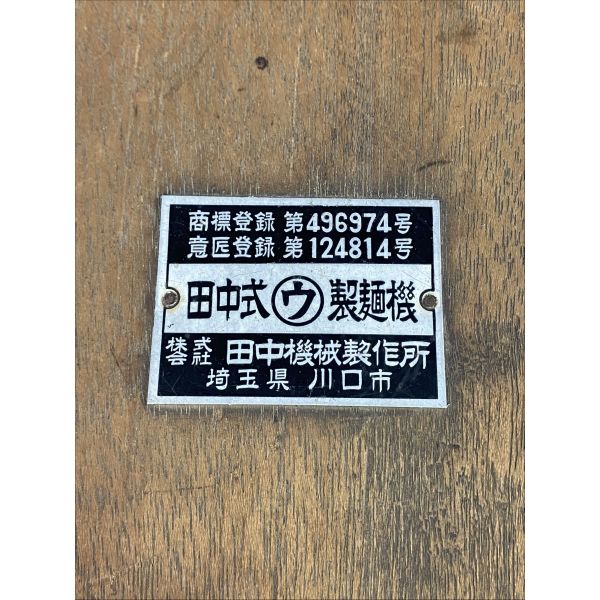 商標登録 第496974号
意匠登録 第124814号
田中式 ㋒ 製麺機
株式会社 田中機械製作所
埼玉県 川口市